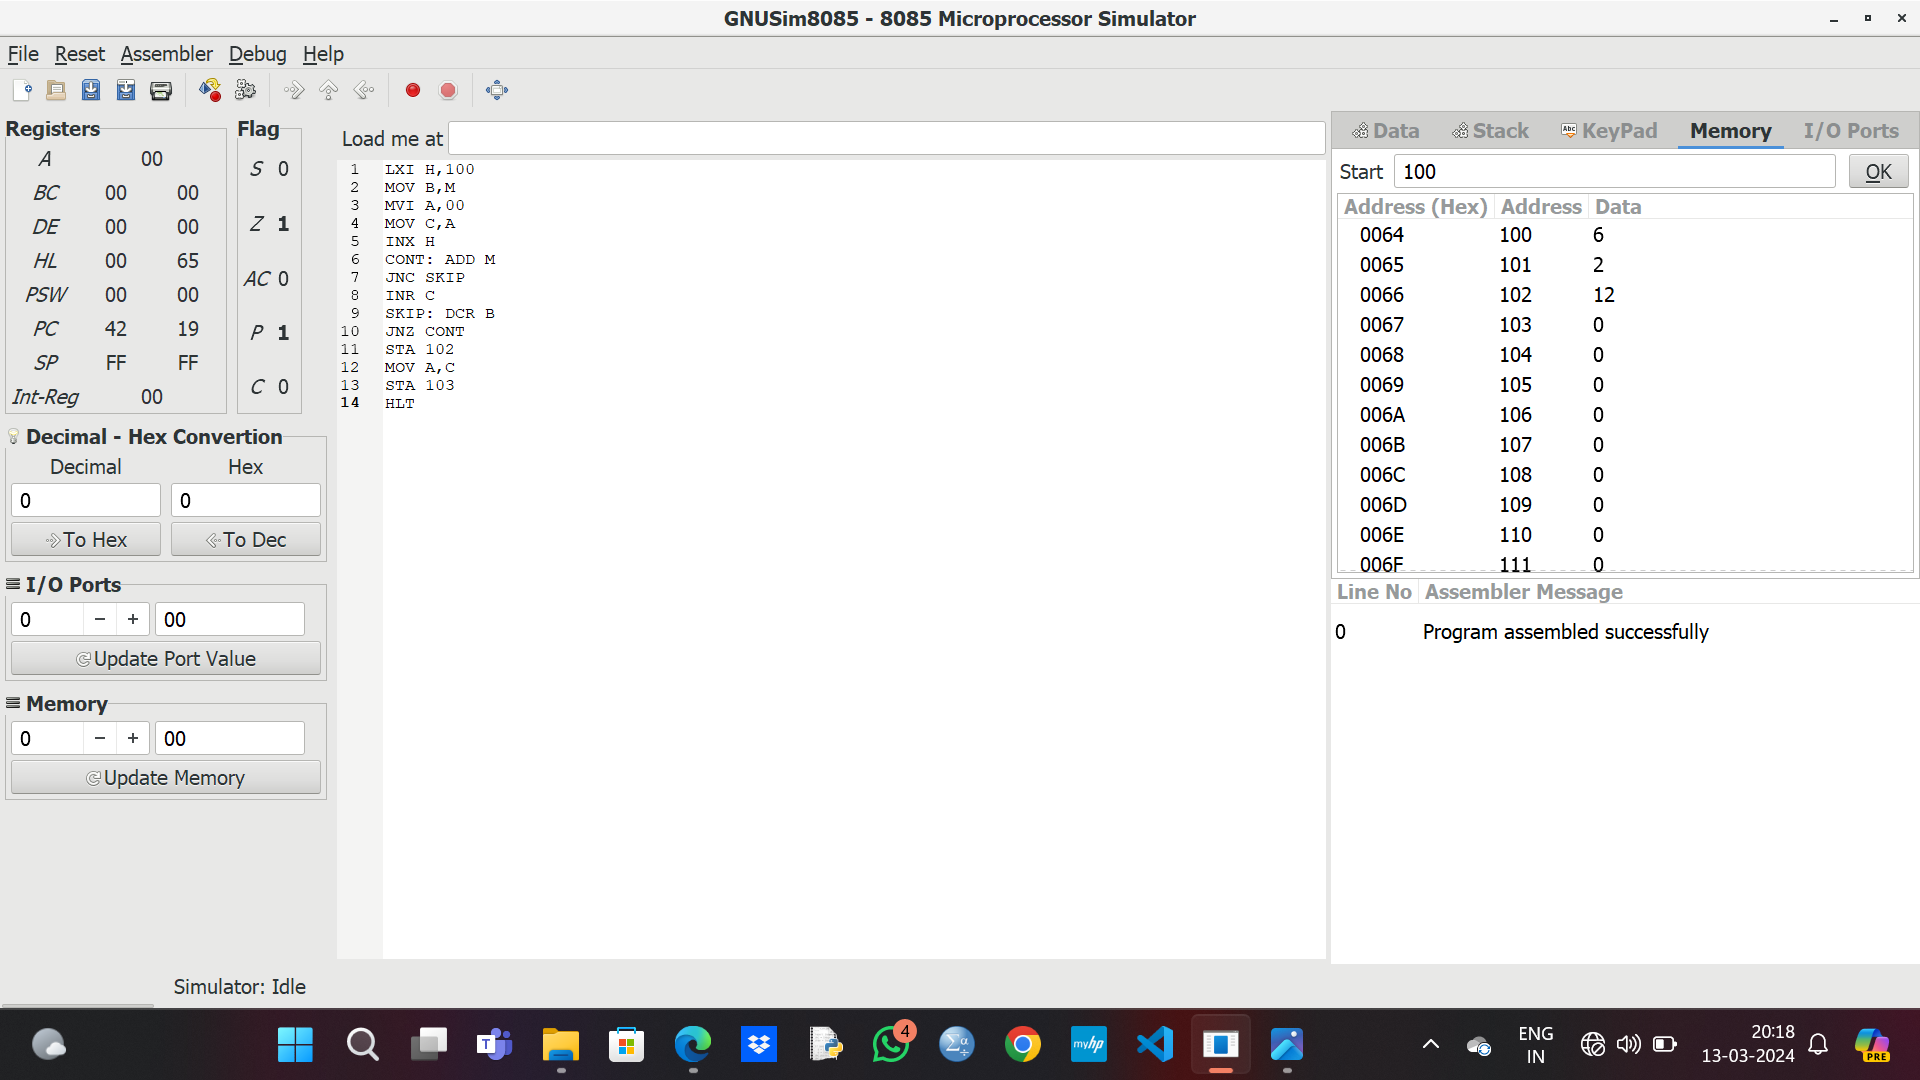 GNUSim8085 - 8085 Microprocessor Simulator
File Reset Assembler Debug Help
Registers
A 00
BC 00 00
DE 00 00
HL 00 65
PSW 00 00
PC 42 19
SP FF FF
Int-Reg 00
Flag
S 0
Z 1
AC 0
P 1
C 0
Decimal - Hex Convertion
Decimal Hex
0 0
To Hex To Dec
I/O Ports
0 − + 00
Update Port Value
Memory
0 − + 00
Update Memory
Simulator: Idle
Load me at
1 LXI H,100
2 MOV B,M
3 MVI A,00
4 MOV C,A
5 INX H
6 CONT: ADD M
7 JNC SKIP
8 INR C
9 SKIP: DCR B
10 JNZ CONT
11 STA 102
12 MOV A,C
13 STA 103
14 HLT
Data Stack Abc KeyPad Memory I/O Ports
Start 100 OK
Address (Hex) Address Data
0064 100 6
0065 101 2
0066 102 12
0067 103 0
0068 104 0
0069 105 0
006A 106 0
006B 107 0
006C 108 0
006D 109 0
006E 110 0
006F 111 0
Line No Assembler Message
0 Program assembled successfully
4
myhp
ENG
IN
20:18
13-03-2024
PRE